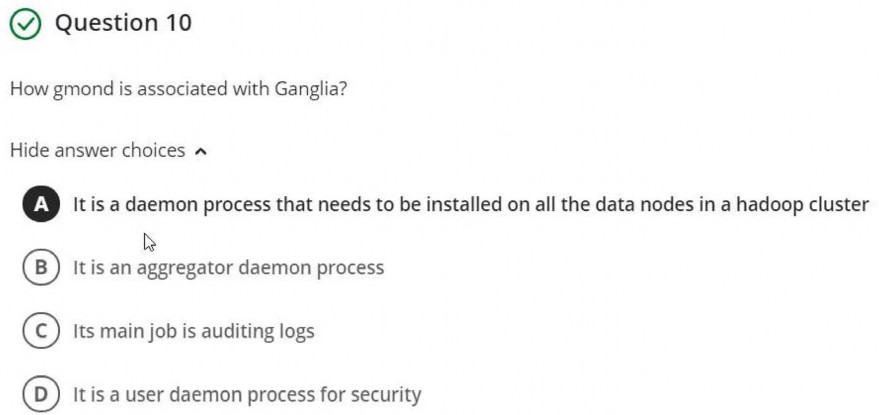 Question 10
How gmond is associated with Ganglia?
Hide answer choices
A It is a daemon process that needs to be installed on all the data nodes in a hadoop cluster
B It is an aggregator daemon process
C Its main job is auditing logs
D It is a user daemon process for security